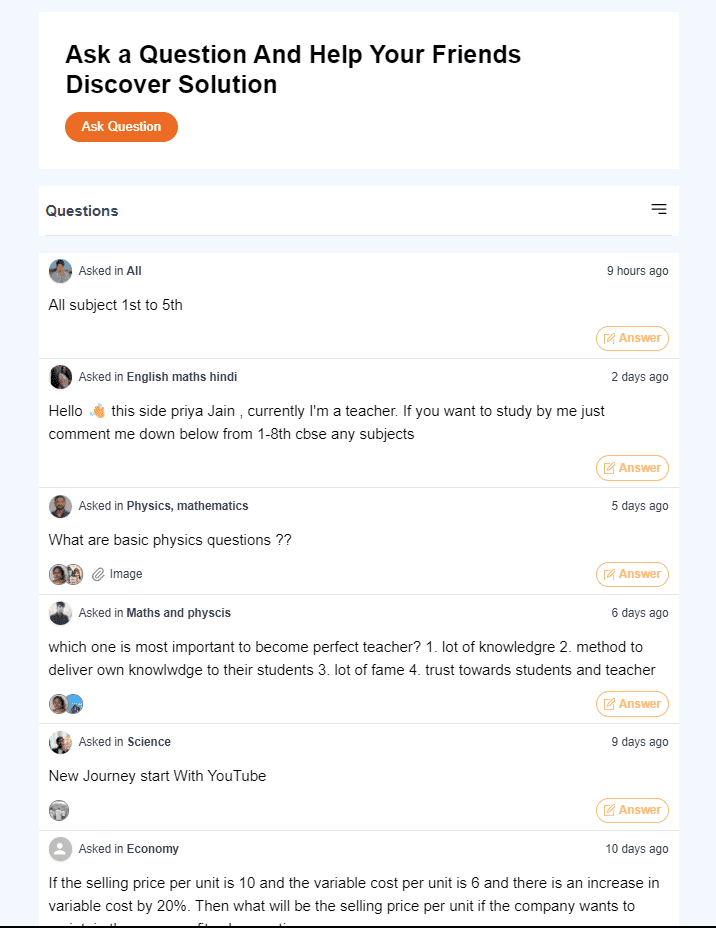 Ask a Question And Help Your Friends
Discover Solution
Ask Question
Questions
Asked in All
9 hours ago
All subject 1st to 5th
Answer
Asked in English maths hindi
2 days ago
Hello 👋 this side priya Jain , currently I'm a teacher. If you want to study by me just
comment me down below from 1-8th cbse any subjects
Answer
Asked in Physics, mathematics
5 days ago
What are basic physics questions ??
Image
Answer
Asked in Maths and physcis
6 days ago
which one is most important to become perfect teacher? 1. lot of knowledgre 2. method to
deliver own knowlwdge to their students 3. lot of fame 4. trust towards students and teacher
Answer
Asked in Science
9 days ago
New Journey start With YouTube
Answer
Asked in Economy
10 days ago
If the selling price per unit is 10 and the variable cost per unit is 6 and there is an increase in
variable cost by 20%. Then what will be the selling price per unit if the company wants to